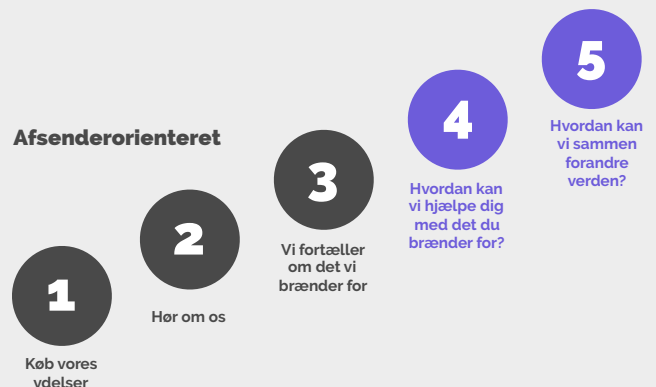 5
Hvordan kan
vi sammen
forandre
verden?
4
Hvordan kan
vi hjælpe dig
med det du
brænder for?
Afsenderorienteret
3
Vi fortæller
om det vi
brænder for
2
Hør om os
1
Køb vores
ydelser